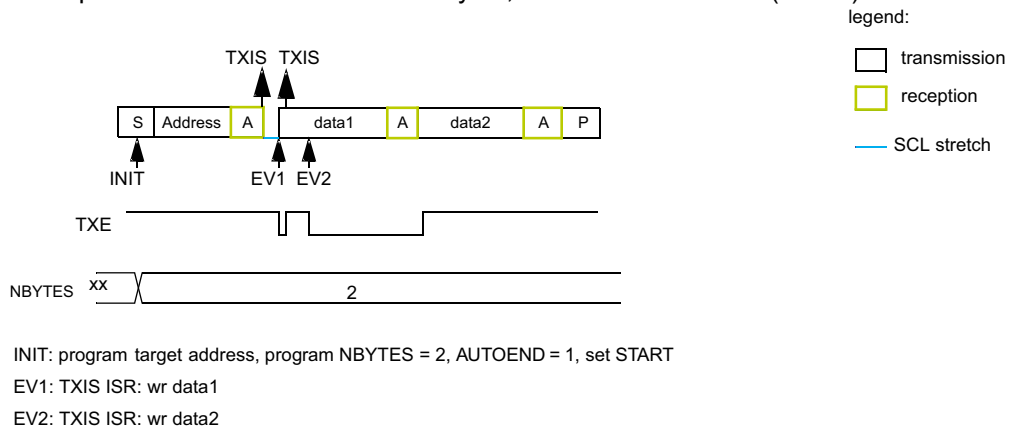 legend:
transmission
reception
SCL stretch
TXIS TXIS
S Address A data1 A data2 A P
INIT EV1 EV2
TXE
NBYTES xx 2
INIT: program target address, program NBYTES = 2, AUTOEND = 1, set START
EV1: TXIS ISR: wr data1
EV2: TXIS ISR: wr data2